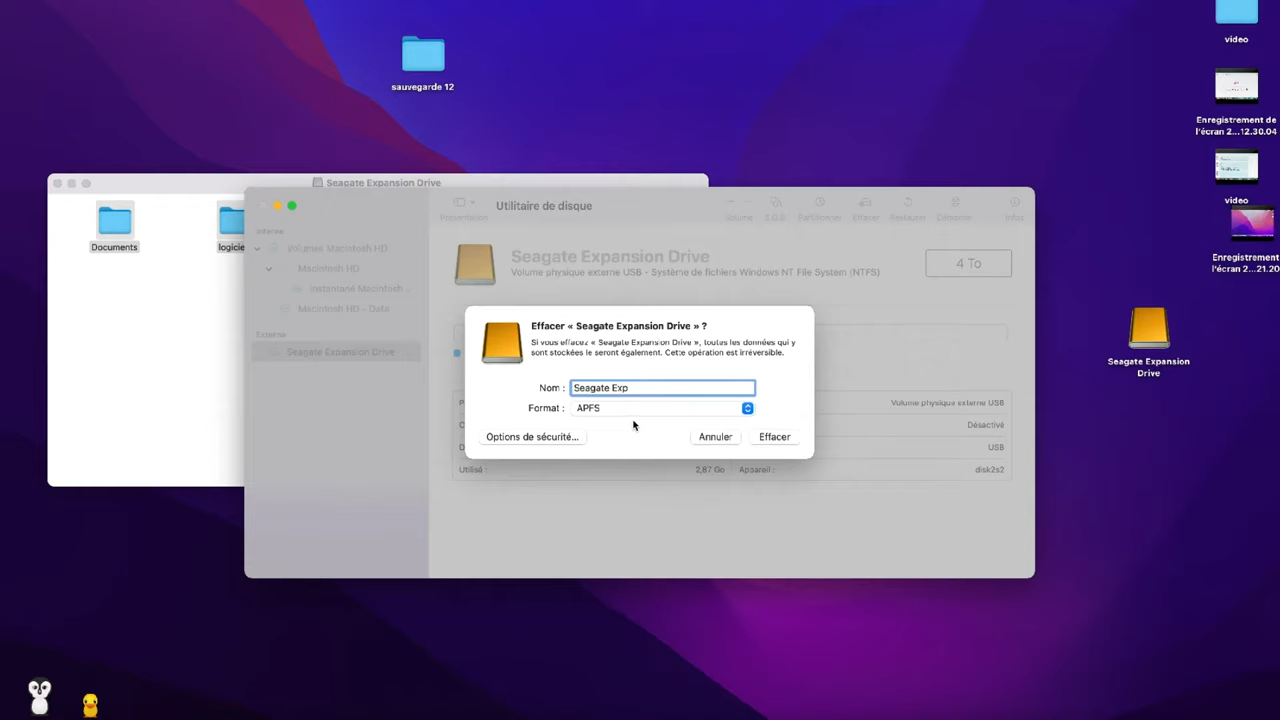 video
sauvegarde 12
Enregistrement de
l'écran 2...12.30.04
video
Enregistrement
l'écran 2...21.20
Seagate Expansion
Drive
Seagate Expansion Drive
Documents
logicie
Utilitaire de disque
Présentation
Volume
S.O.S.
Partitionner
Effacer
Restaurer
Démonter
Infos
Interne
Volumes Macintosh HD
Macintosh HD
Instantané Macintosh...
Macintosh HD - Data
Externe
Seagate Expansion Drive
Seagate Expansion Drive
Volume physique externe USB - Système de fichiers Windows NT File System (NTFS)
4 To
Effacer « Seagate Expansion Drive » ?
Si vous effacez « Seagate Expansion Drive », toutes les données qui y
sont stockées le seront également. Cette opération est irréversible.
Nom : Seagate Exp
Format : APFS
Options de sécurité...
Annuler
Effacer
Volume physique externe USB
Désactivé
USB
Utilisé : 2,87 Go
Appareil : disk2s2